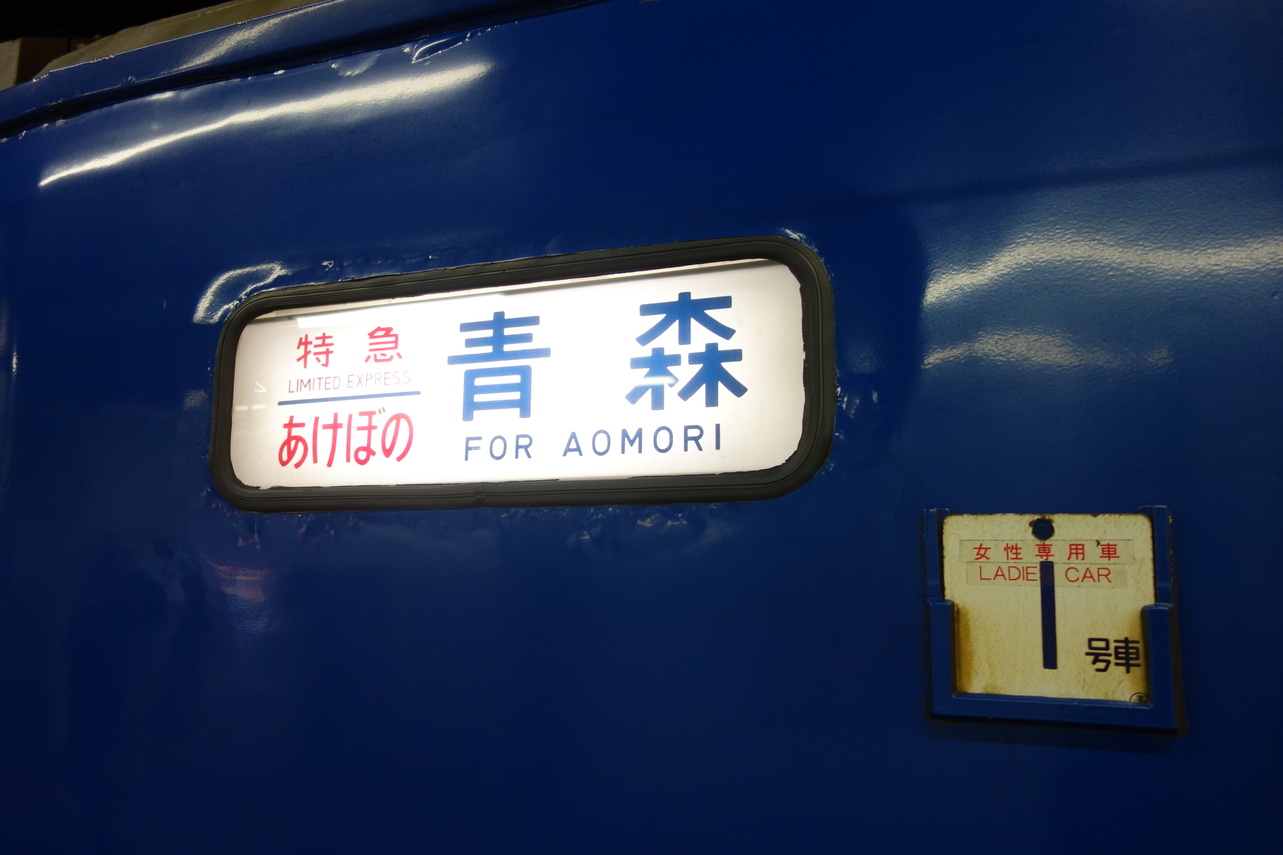 特急
LIMITED EXPRESS
あけぼの
青森
FOR AOMORI
女性専用車
LADIE CAR
1
号車